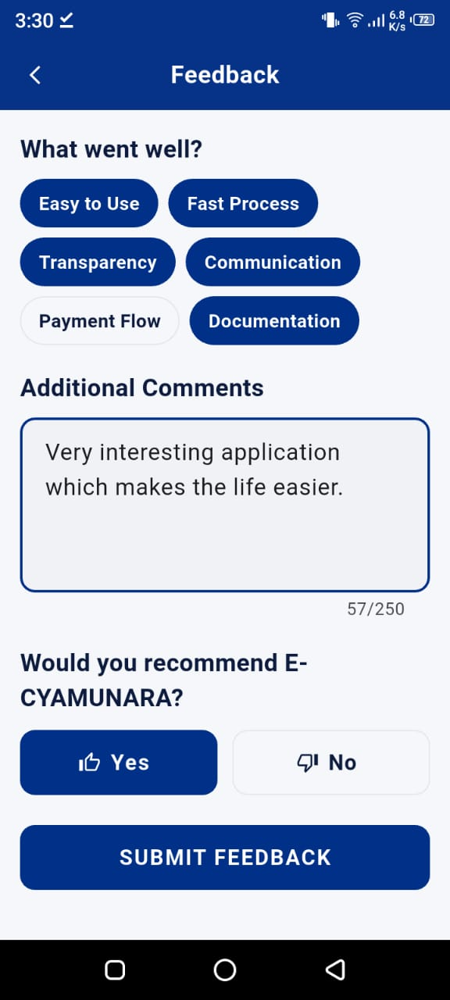 3:30
6.8
K/s
72
Feedback
What went well?
Easy to Use
Fast Process
Transparency
Communication
Payment Flow
Documentation
Additional Comments
Very interesting application
which makes the life easier.
57/250
Would you recommend E-
CYAMUNARA?
Yes
No
SUBMIT FEEDBACK